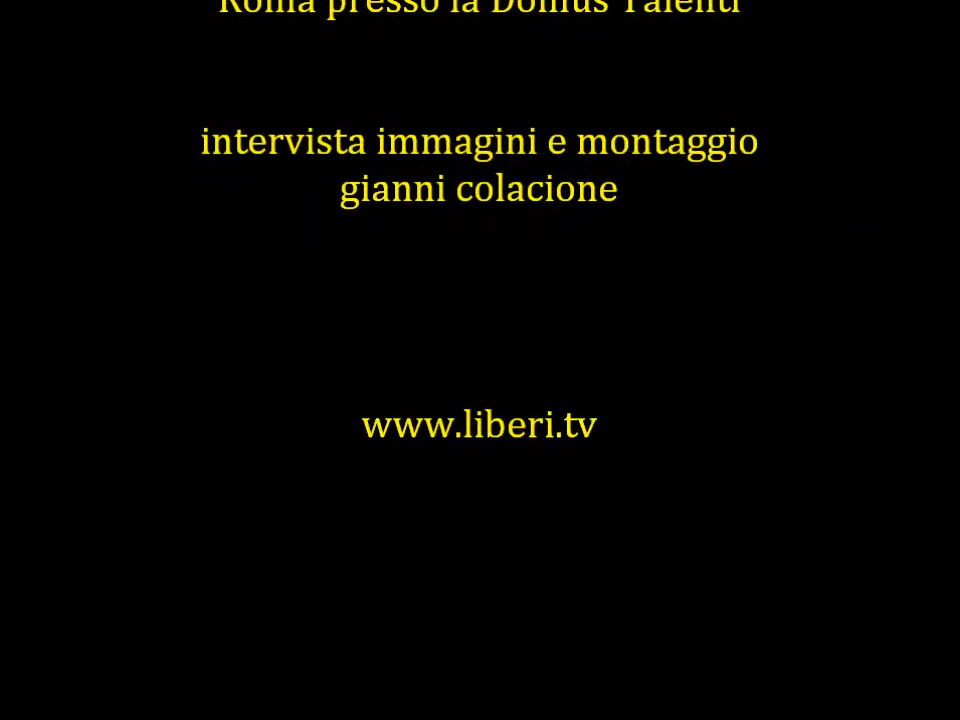 Roma presso la Domus Talenti
intervista immagini e montaggio
gianni colacione
www.liberi.tv